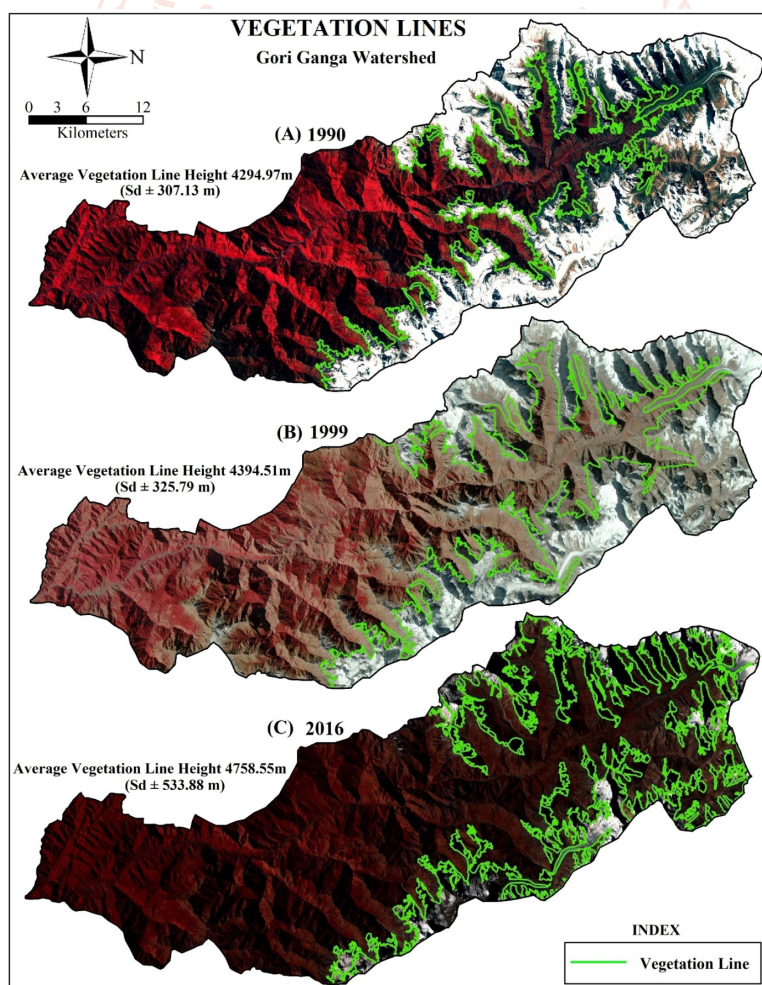 VEGETATION LINES
Gori Ganga Watershed
N
0 3 6 12
Kilometers
(A) 1990
Average Vegetation Line Height 4294.97m
(Sd ± 307.13 m)
(B) 1999
Average Vegetation Line Height 4394.51m
(Sd ± 325.79 m)
(C) 2016
Average Vegetation Line Height 4758.55m
(Sd ± 533.88 m)
INDEX
Vegetation Line